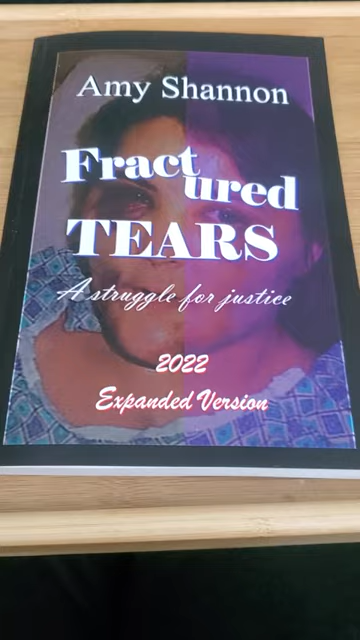 Amy Shannon
Fractured
TEARS
A struggle for justice
2022
Expanded Version